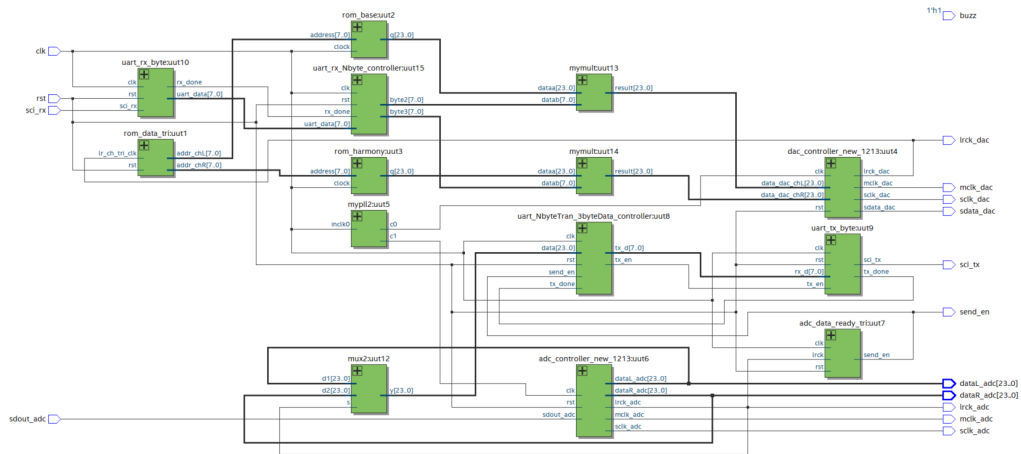 1'h1
buzz
rom_base:uut2
address[7..0]
q[23..0]
clock
clk
uart_rx_byte:uut10
clk
rx_done
rst
uart_data[7..0]
sci_rx
uart_rx_Nbyte_controller:uut15
clk
rst
byte2[7..0]
rx_done
byte3[7..0]
uart_data[7..0]
mymult:uut13
dataa[23..0]
result[23..0]
datab[7..0]
rst
sci_rx
rom_data_tri:uut1
lr_ch_tri_clk
addr_chL[7..0]
rst
addr_chR[7..0]
rom_harmony:uut3
address[7..0]
q[23..0]
clock
mymult:uut14
dataa[23..0]
result[23..0]
datab[7..0]
dac_controller_new_1213:uut4
clk
lrck_dac
data_dac_chL[23..0]
mclk_dac
data_dac_chR[23..0]
sclk_dac
rst
sdata_dac
lrck_dac
mclk_dac
sclk_dac
sdata_dac
mypll2:uut5
inclk0
c0
c1
uart_NbyteTran_3byteData_controller:uut8
clk
data[23..0]
tx_d[7..0]
rst
tx_en
send_en
tx_done
uart_tx_byte:uut9
clk
rst
sci_tx
rx_d[7..0]
tx_done
tx_en
sci_tx
send_en
adc_data_ready_tri:uut7
clk
lrck
send_en
rst
mux2:uut12
d1[23..0]
d2[23..0]
y[23..0]
s
adc_controller_new_1213:uut6
dataL_adc[23..0]
clk
dataR_adc[23..0]
rst
lrck_adc
sdout_adc
mclk_adc
sclk_adc
dataL_adc[23..0]
dataR_adc[23..0]
lrck_adc
mclk_adc
sclk_adc
sdout_adc